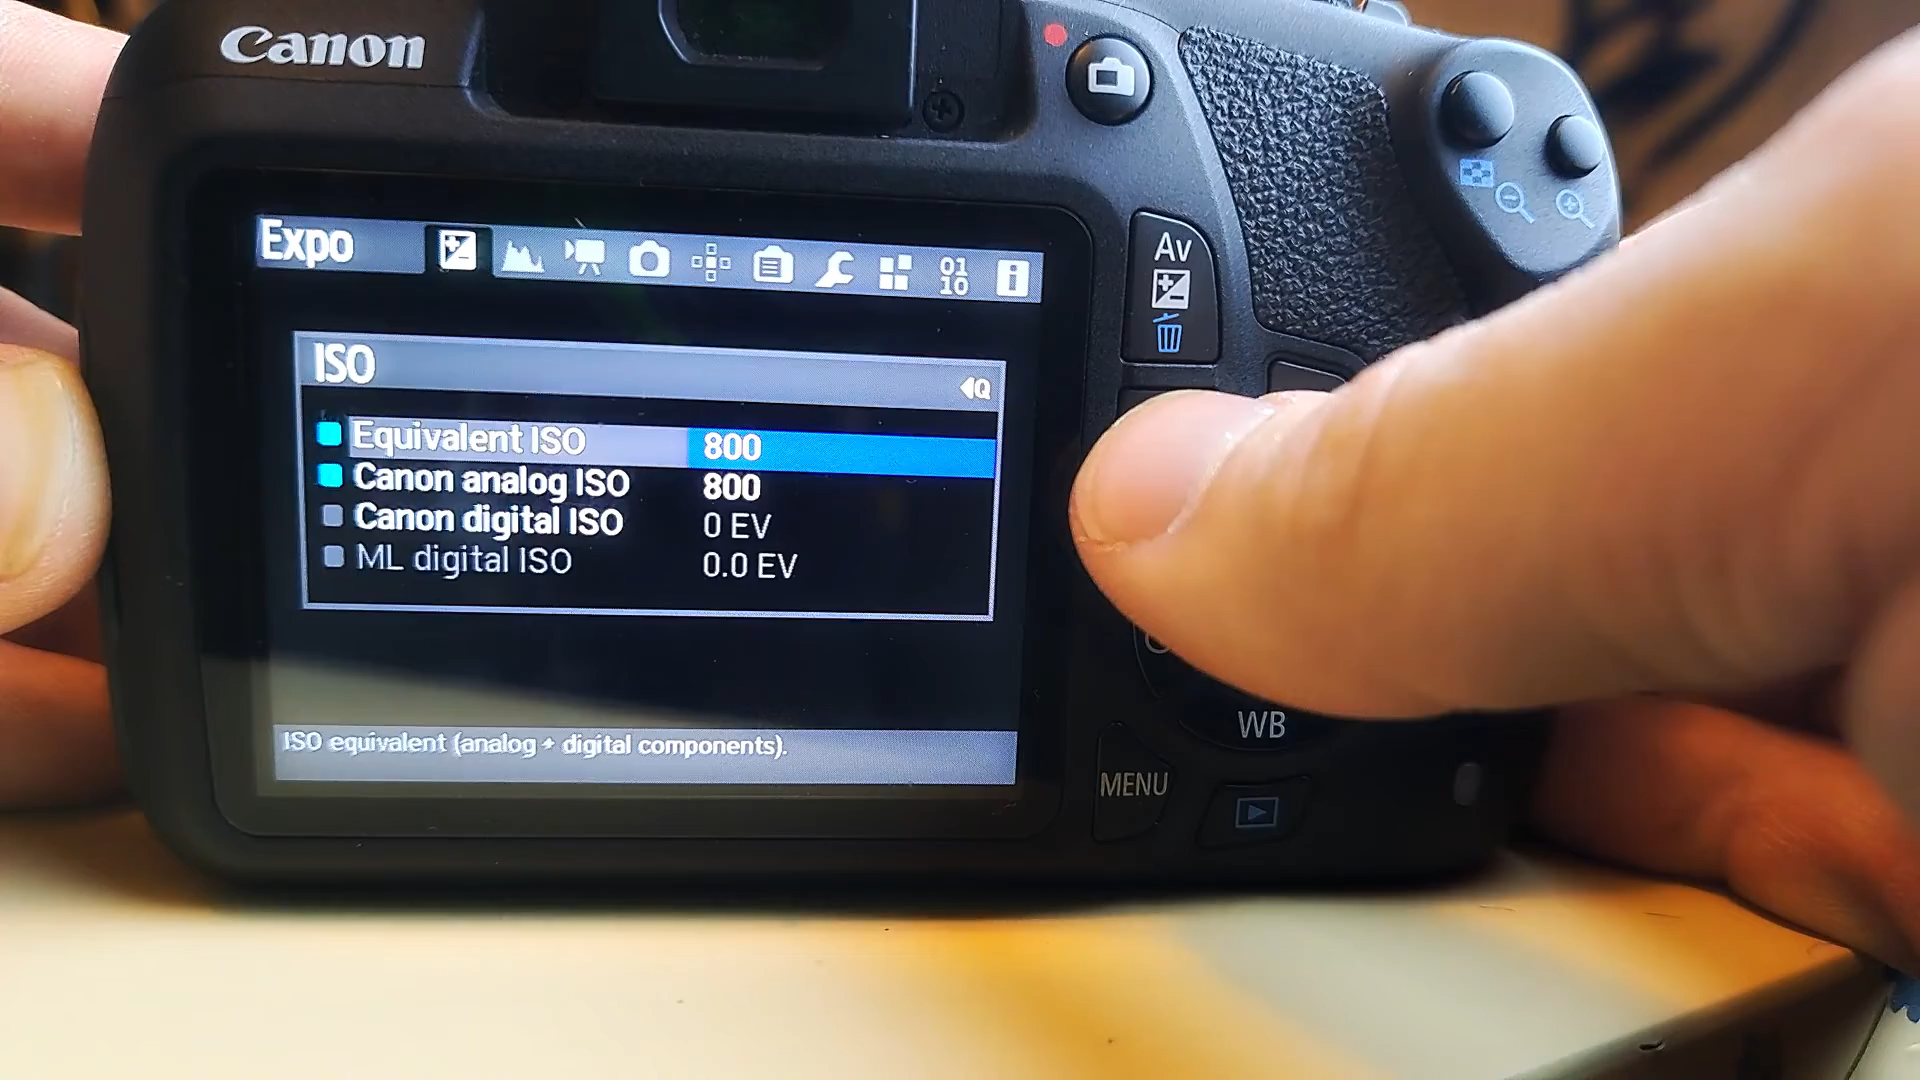 Canon
Expo
01
10
ISO
Q
Equivalent ISO 800
Canon analog ISO 800
Canon digital ISO 0 EV
ML digital ISO 0.0 EV
ISO equivalent (analog + digital components).
Av
WB
MENU